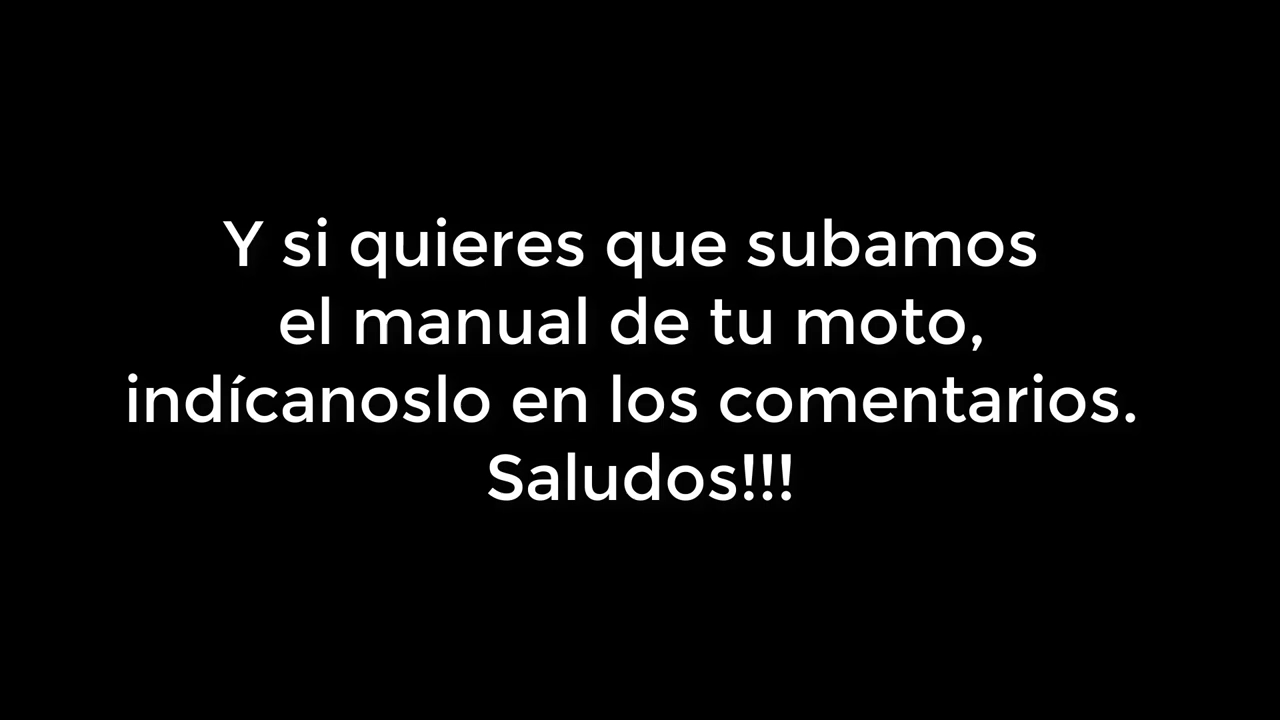 Y si quieres que subamos
el manual de tu moto,
indícanoslo en los comentarios.
Saludos!!!